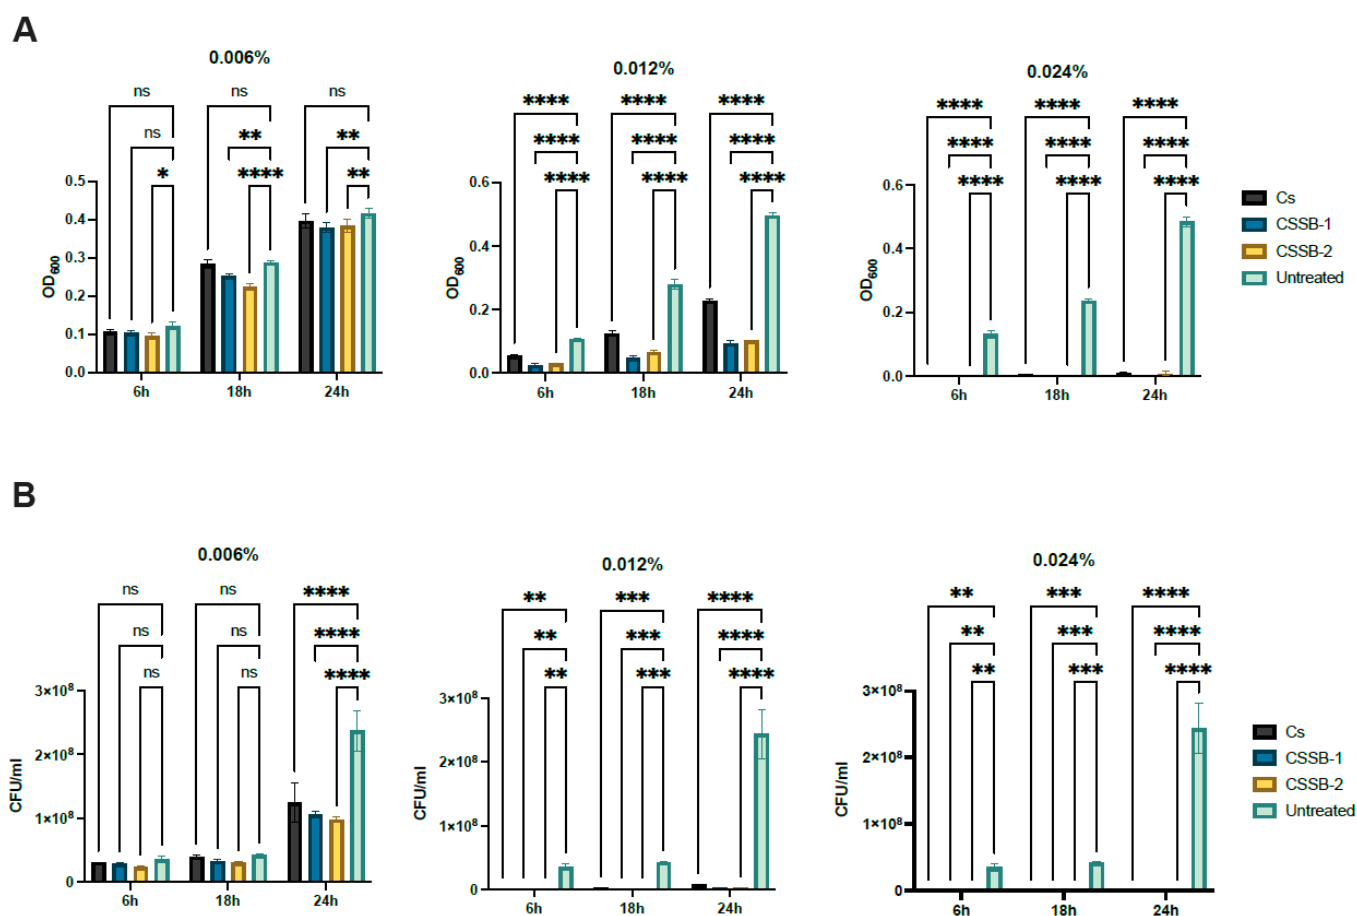 A
0.006%
0.012%
0.024%
ns ns ns
**** **** ****
**** **** ****
ns ** **
**** **** ****
**** **** ****
* **** **
**** **** ****
**** **** ****
OD600
0.5
0.4
0.3
0.2
0.1
0.0
6h 18h 24h
OD600
0.6
0.4
0.2
0.0
6h 18h 24h
OD600
0.6
0.4
0.2
0.0
6h 18h 24h
Cs
CSSB-1
CSSB-2
Untreated
B
0.006%
0.012%
0.024%
ns ns ****
** *** ****
** *** ****
ns ns ****
** *** ****
** *** ****
ns ns ****
** *** ****
** *** ****
CFU/ml
3×10⁸
2×10⁸
1×10⁸
0
6h 18h 24h
CFU/ml
3×10⁸
2×10⁸
1×10⁸
0
6h 18h 24h
CFU/ml
3×10⁸
2×10⁸
1×10⁸
0
6h 18h 24h
Cs
CSSB-1
CSSB-2
Untreated